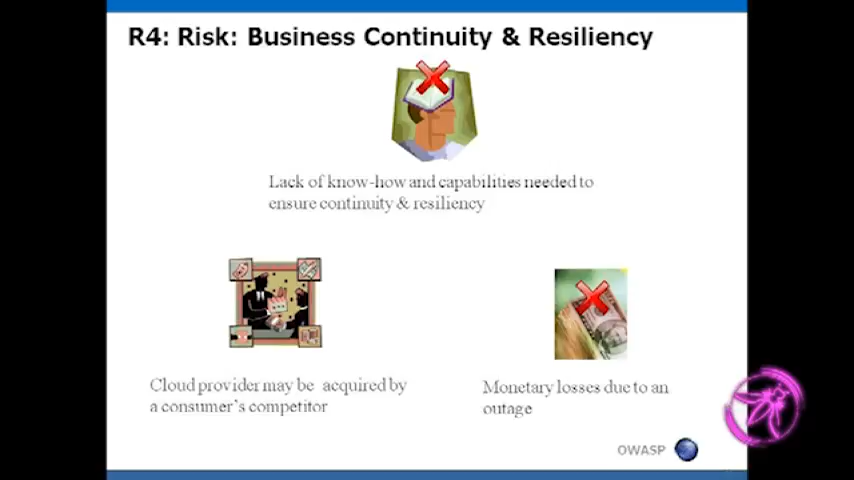 R4: Risk: Business Continuity & Resiliency
Lack of know-how and capabilities needed to
ensure continuity & resiliency
Cloud provider may be acquired by
a consumer's competitor
Monetary losses due to an
outage
OWASP